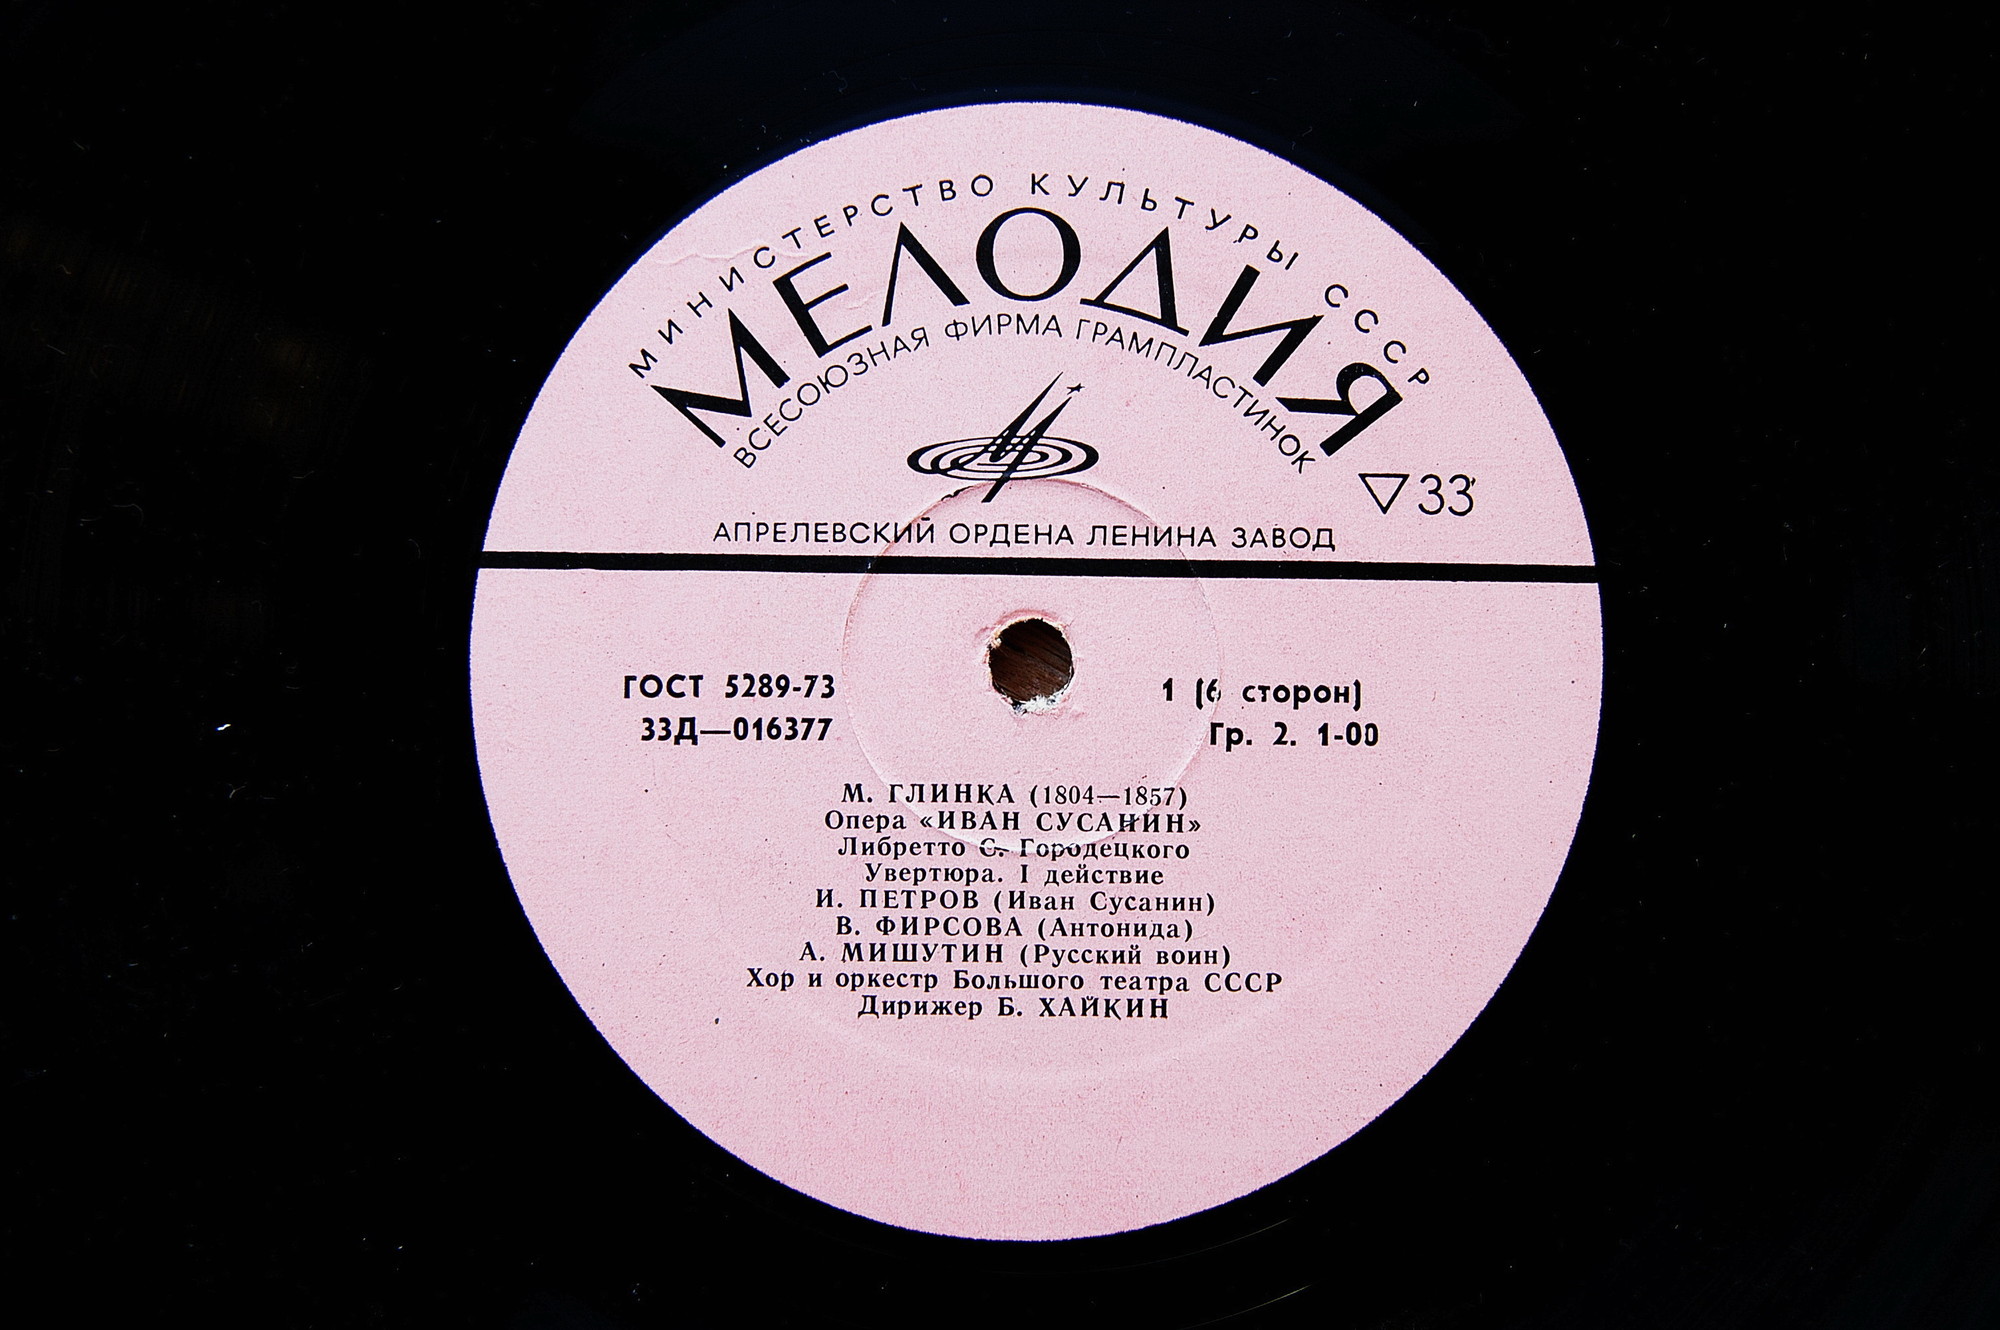 МИНИСТЕРСТВО КУЛЬТУРЫ СССР
МЕЛОДИЯ
ВСЕСОЮЗНАЯ ФИРМА ГРАМПЛАСТИНОК
33
АПРЕЛЕВСКИЙ ОРДЕНА ЛЕНИНА ЗАВОД
ГОСТ 5289-73
33Д—016377
1 (6 сторон)
Гр. 2. 1-00
М. ГЛИНКА (1804—1857)
Опера «ИВАН СУСАНИН»
Либретто С. Городецкого
Увертюра. I действие
И. ПЕТРОВ (Иван Сусанин)
В. ФИРСОВА (Антонида)
А. МИШУТИН (Русский воин)
Хор и оркестр Большого театра СССР
Дирижер Б. ХАЙКИН